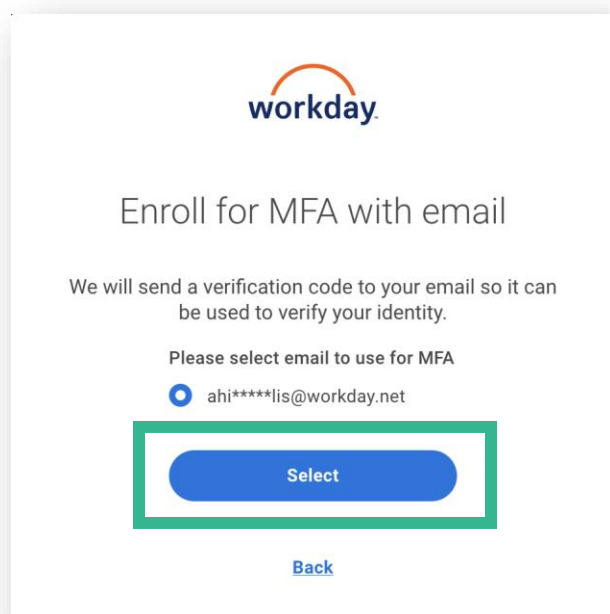 workday.
Enroll for MFA with email
We will send a verification code to your email so it can
be used to verify your identity.
Please select email to use for MFA
ahi*****lis@workday.net
Select
Back